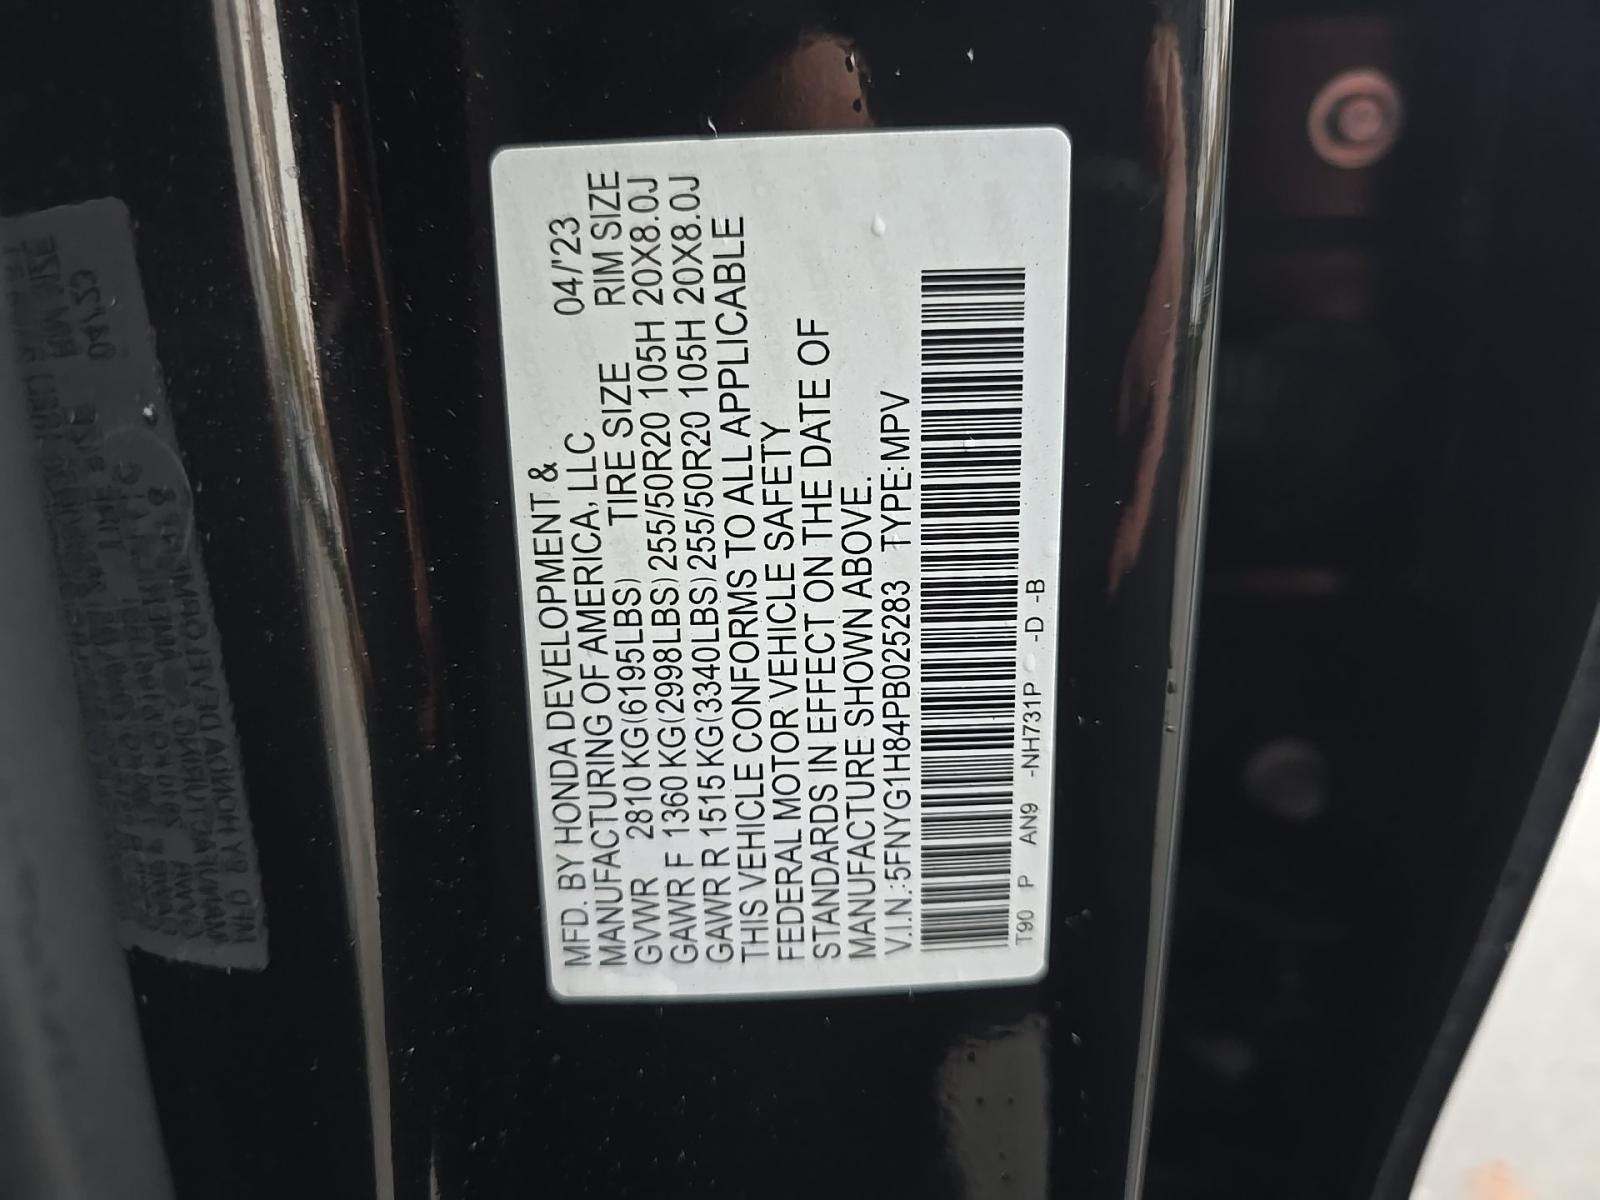 MFD. BY HONDA DEVELOPMENT &
MANUFACTURING OF AMERICA, LLC 04/'23
TIRE SIZE RIM SIZE
GVWR 2810 KG(6195LBS)
GAWR F 1360 KG(2998LBS) 255/50R20 105H 20X8.0J
GAWR R 1515 KG(3340LBS) 255/50R20 105H 20X8.0J
THIS VEHICLE CONFORMS TO ALL APPLICABLE
FEDERAL MOTOR VEHICLE SAFETY
STANDARDS IN EFFECT ON THE DATE OF
MANUFACTURE SHOWN ABOVE.
V.I.N.:5FNYG1H84PB025283 TYPE:MPV
T90 P AN9 -NH731P -D -B